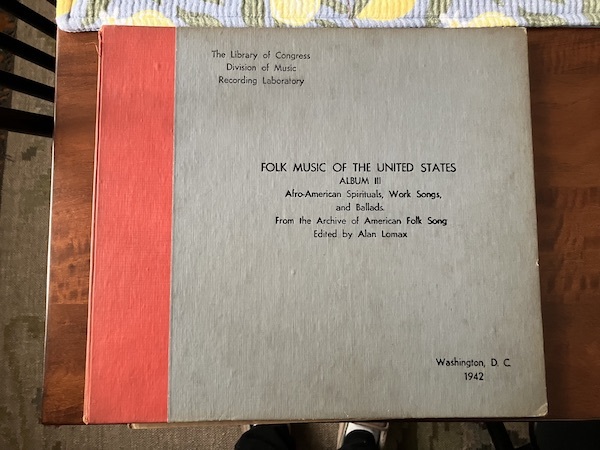 The Library of Congress
Division of Music
Recording Laboratory
FOLK MUSIC OF THE UNITED STATES
ALBUM III
Afro-American Spirituals, Work Songs,
and Ballads.
From the Archive of American Folk Song
Edited by Alan Lomax
Washington, D. C.
1942